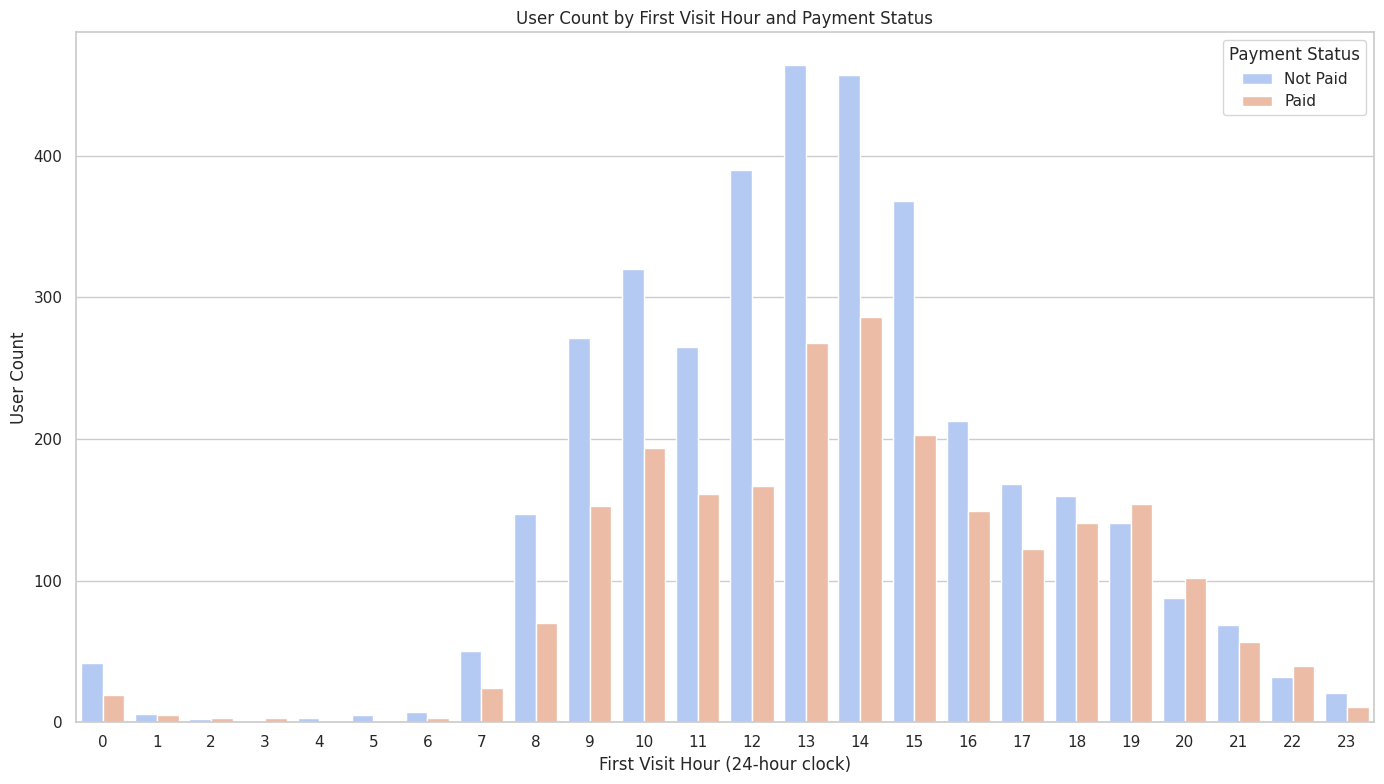 User Count by First Visit Hour and Payment Status
Payment Status
Not Paid
Paid
User Count
400
300
200
100
0
0 1 2 3 4 5 6 7 8 9 10 11 12 13 14 15 16 17 18 19 20 21 22 23
First Visit Hour (24-hour clock)